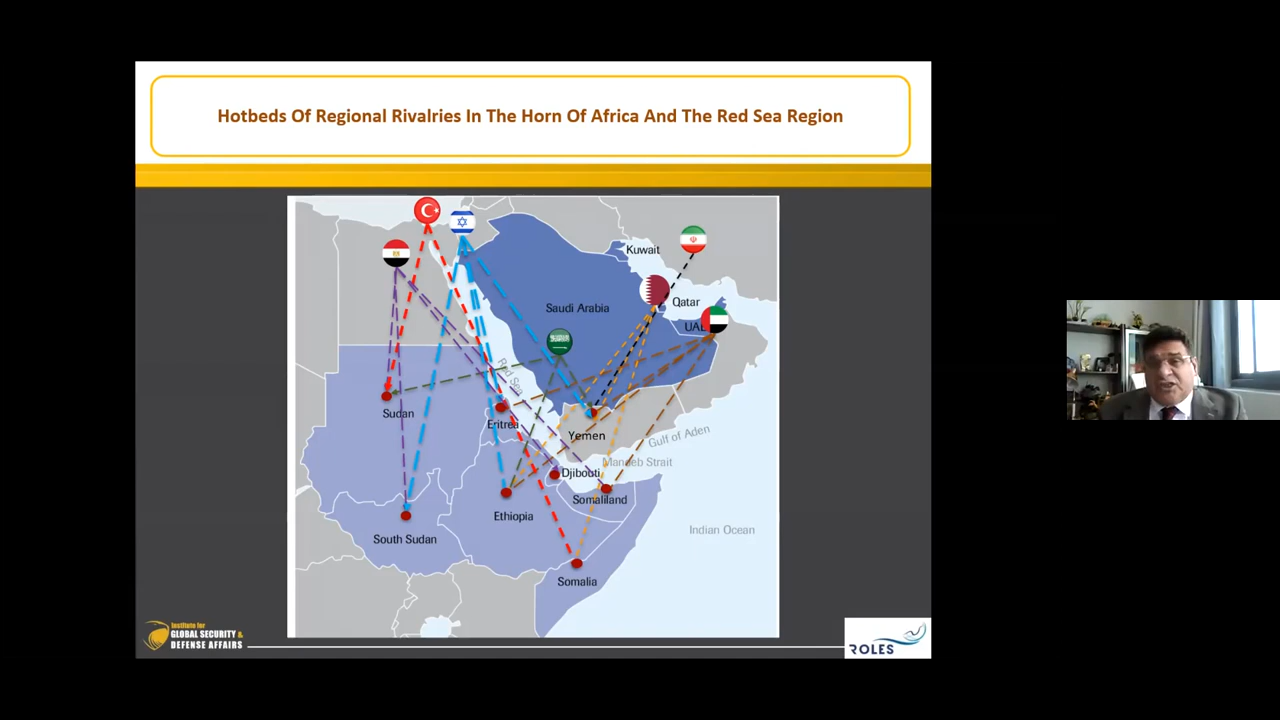 Hotbeds Of Regional Rivalries In The Horn Of Africa And The Red Sea Region
Kuwait
Qatar
Saudi Arabia
UAE
Red Sea
Sudan
Eritrea
Yemen
Gulf of Aden
Mandeb Strait
Djibouti
Somaliland
Ethiopia
Indian Ocean
South Sudan
Somalia
Institute for
GLOBAL SECURITY &
DEFENSE AFFAIRS
ROLES